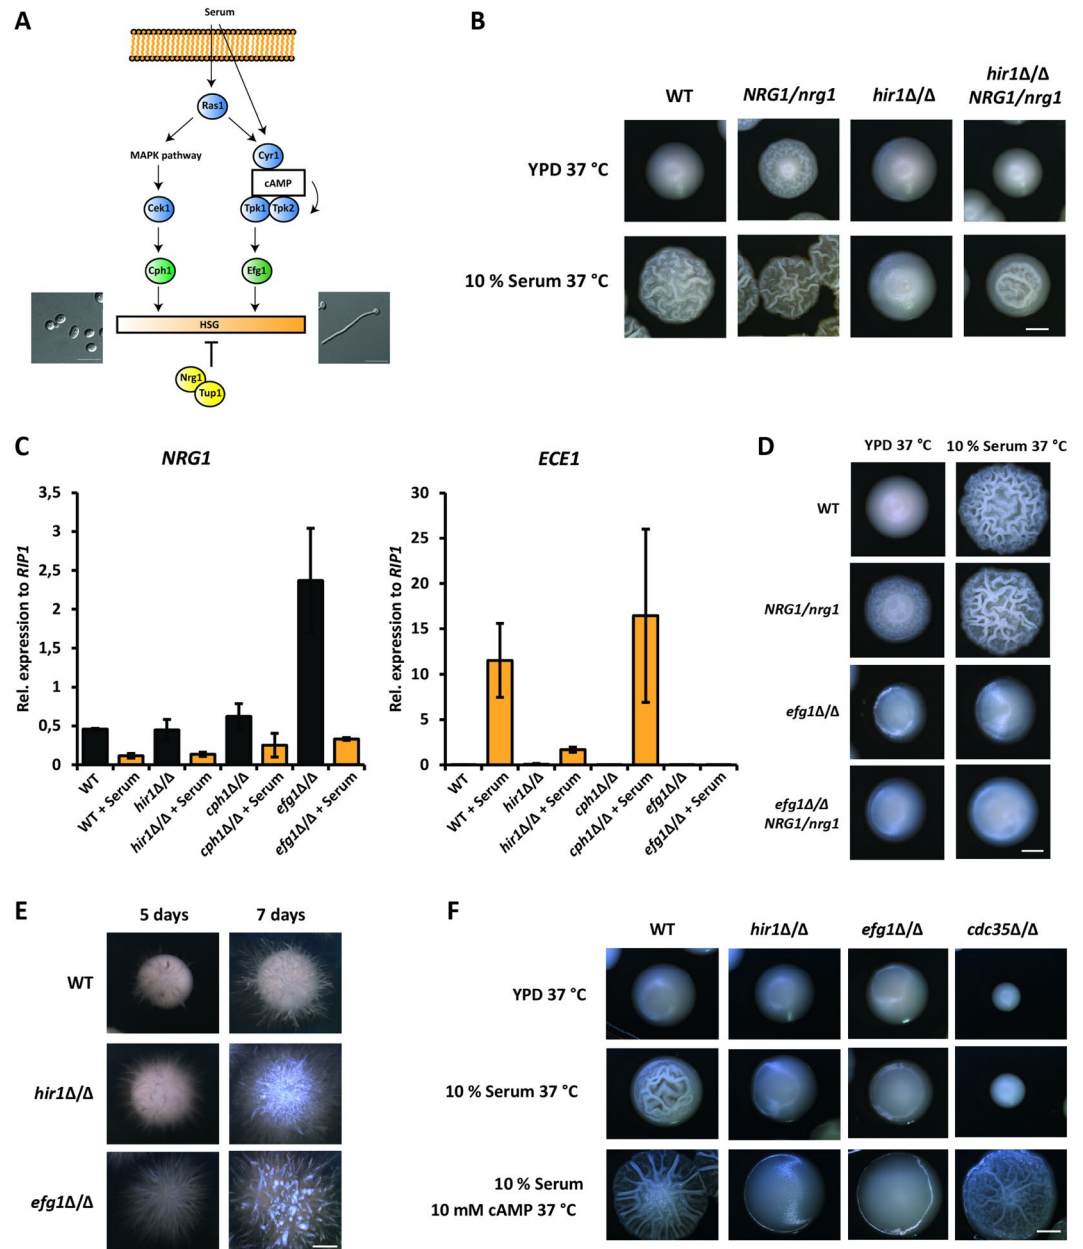 A
Serum
Ras1
MAPK pathway
Cyr1
cAMP
Cek1
Tpk1
Tpk2
Cph1
Efg1
HSG
Nrg1
Tup1
B
WT
NRG1/nrg1
hir1Δ/Δ
hir1Δ/Δ
NRG1/nrg1
YPD 37 °C
10 % Serum 37 °C
C
NRG1
Rel. expression to RIP1
3,5
3
2,5
2
1,5
1
0,5
0
WT
WT + Serum
hir1Δ/Δ
hir1Δ/Δ + Serum
cph1Δ/Δ
cph1Δ/Δ + Serum
efg1Δ/Δ
efg1Δ/Δ + Serum
ECE1
Rel. expression to RIP1
30
25
20
15
10
5
0
WT
WT + Serum
hir1Δ/Δ
hir1Δ/Δ + Serum
cph1Δ/Δ
cph1Δ/Δ + Serum
efg1Δ/Δ
efg1Δ/Δ + Serum
D
YPD 37 °C
10 % Serum 37 °C
WT
NRG1/nrg1
efg1Δ/Δ
efg1Δ/Δ
NRG1/nrg1
E
5 days
7 days
WT
hir1Δ/Δ
efg1Δ/Δ
F
WT
hir1Δ/Δ
efg1Δ/Δ
cdc35Δ/Δ
YPD 37 °C
10 % Serum 37 °C
10 % Serum
10 mM cAMP 37 °C